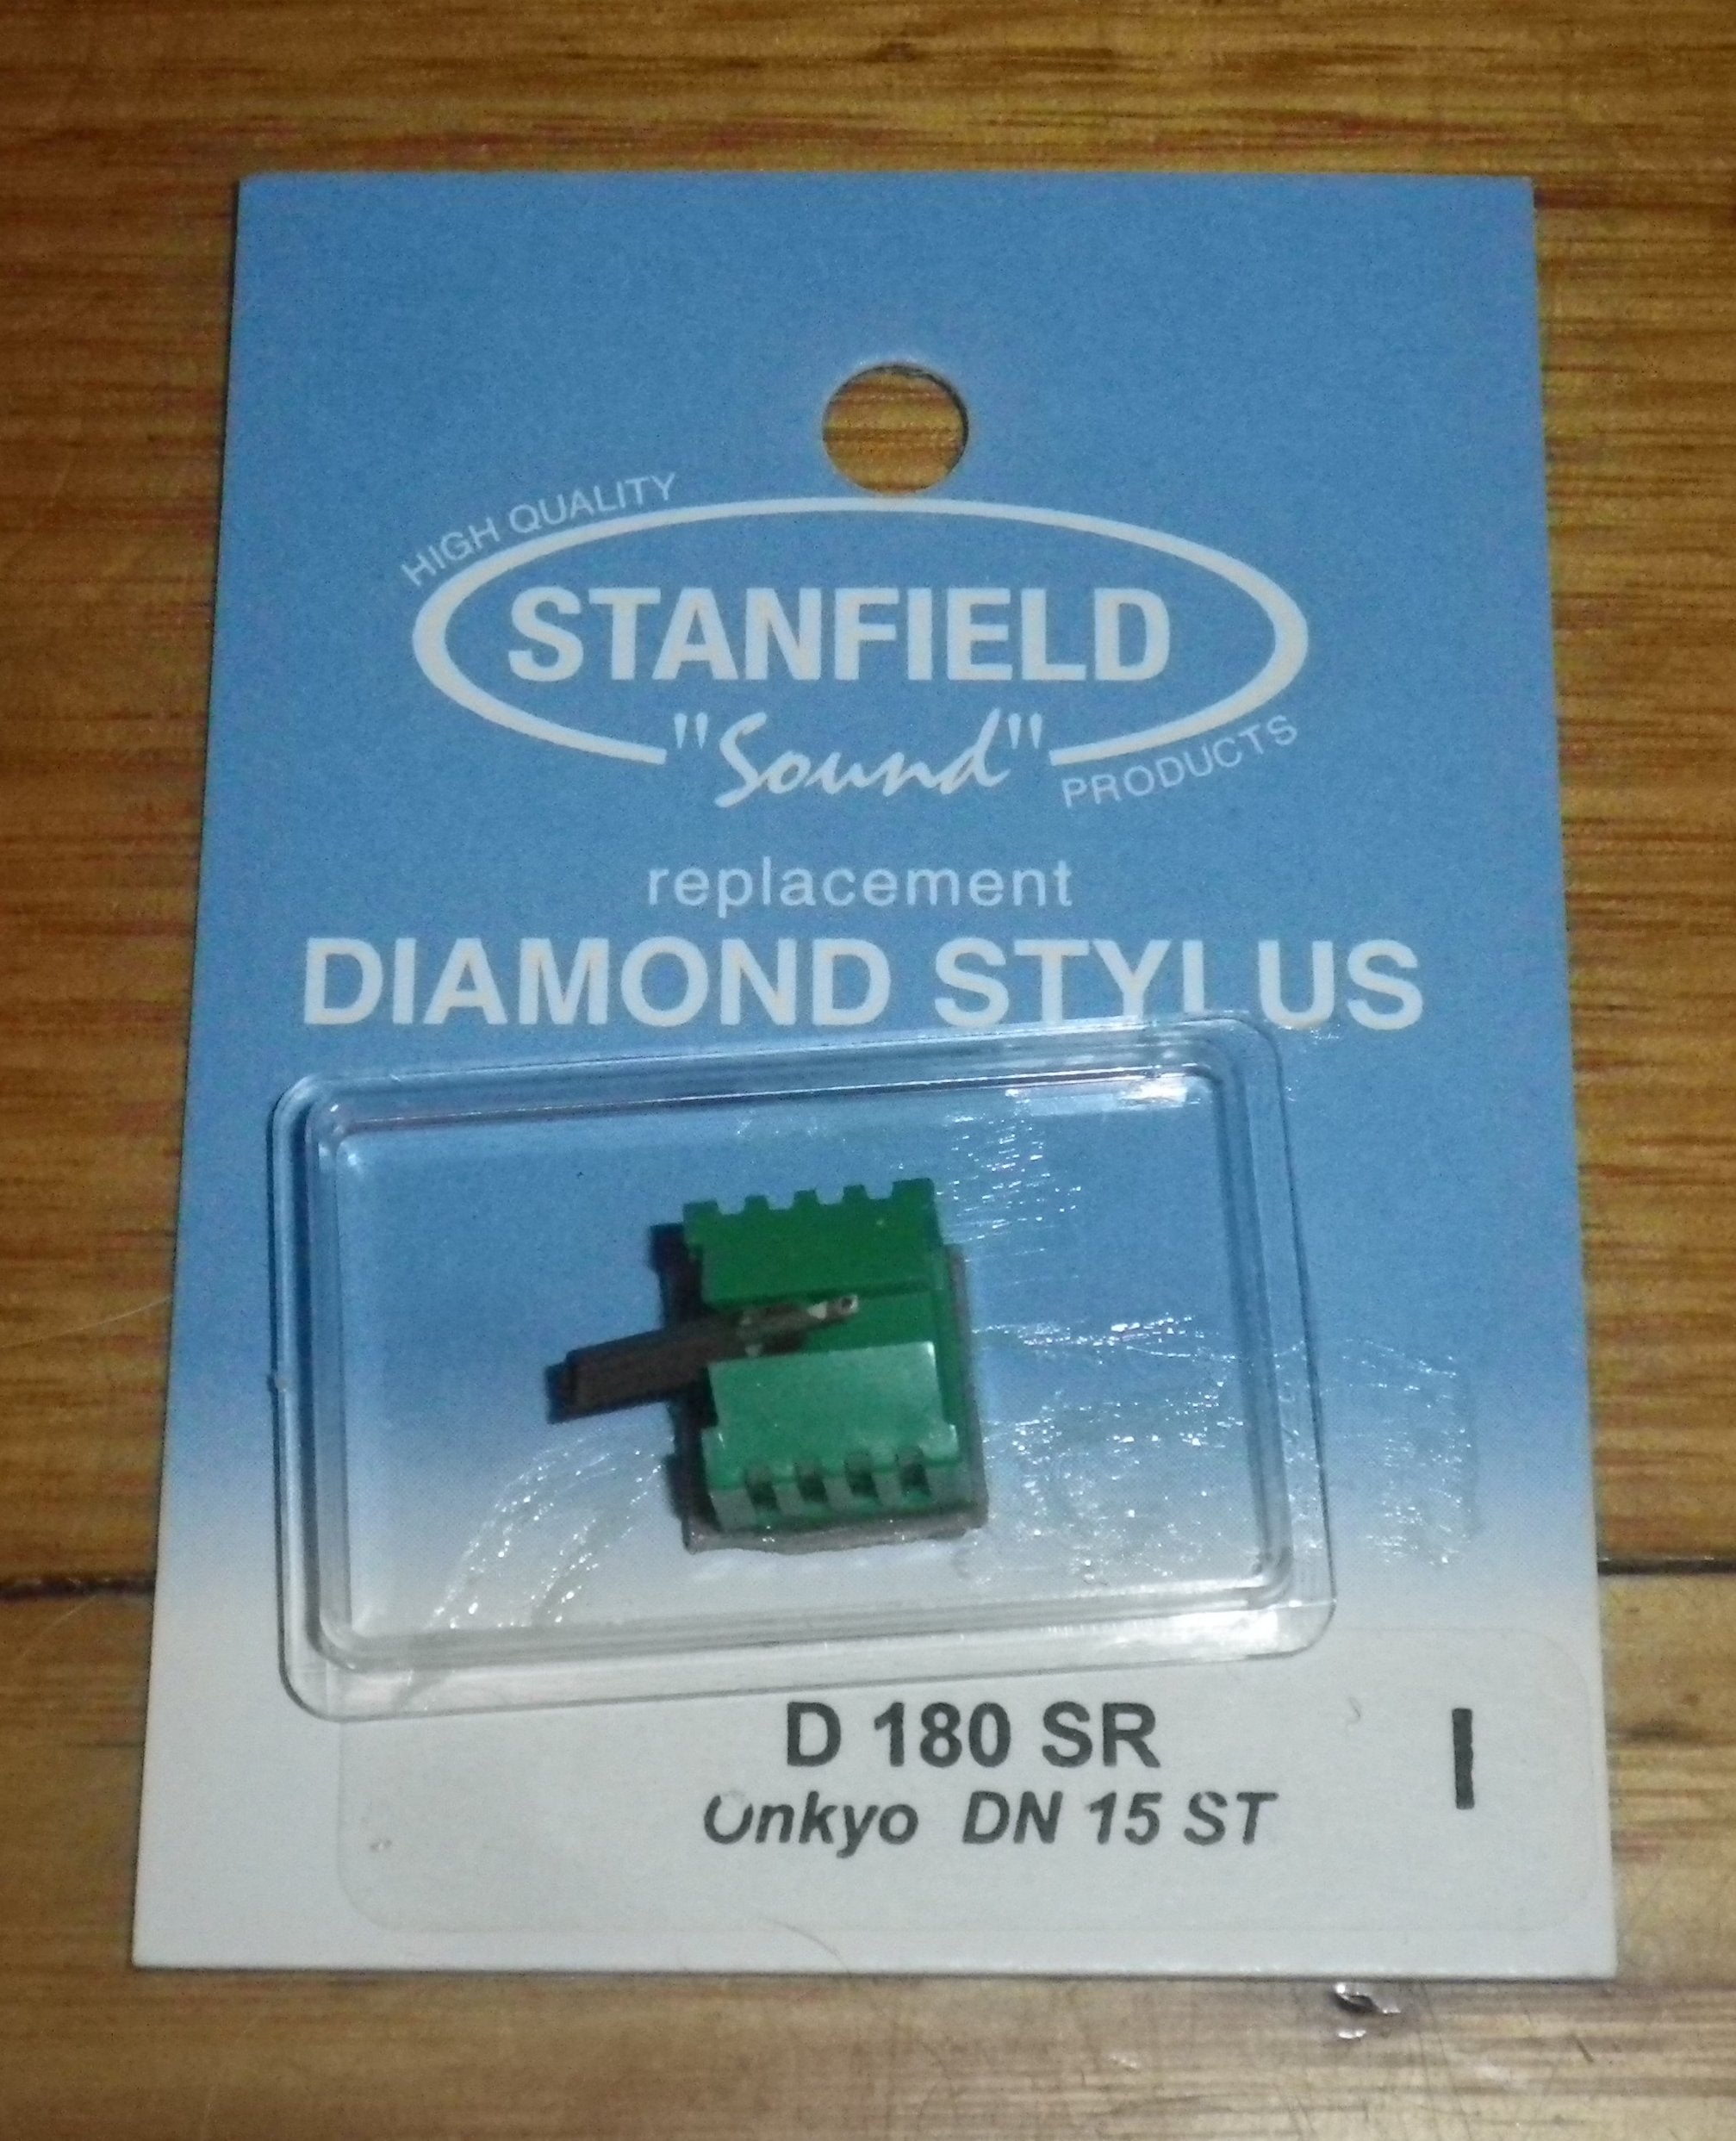 HIGH QUALITY
STANFIELD
"Sound"
PRODUCTS
replacement
DIAMOND STYLUS
D 180 SR
Onkyo DN 15 ST
I